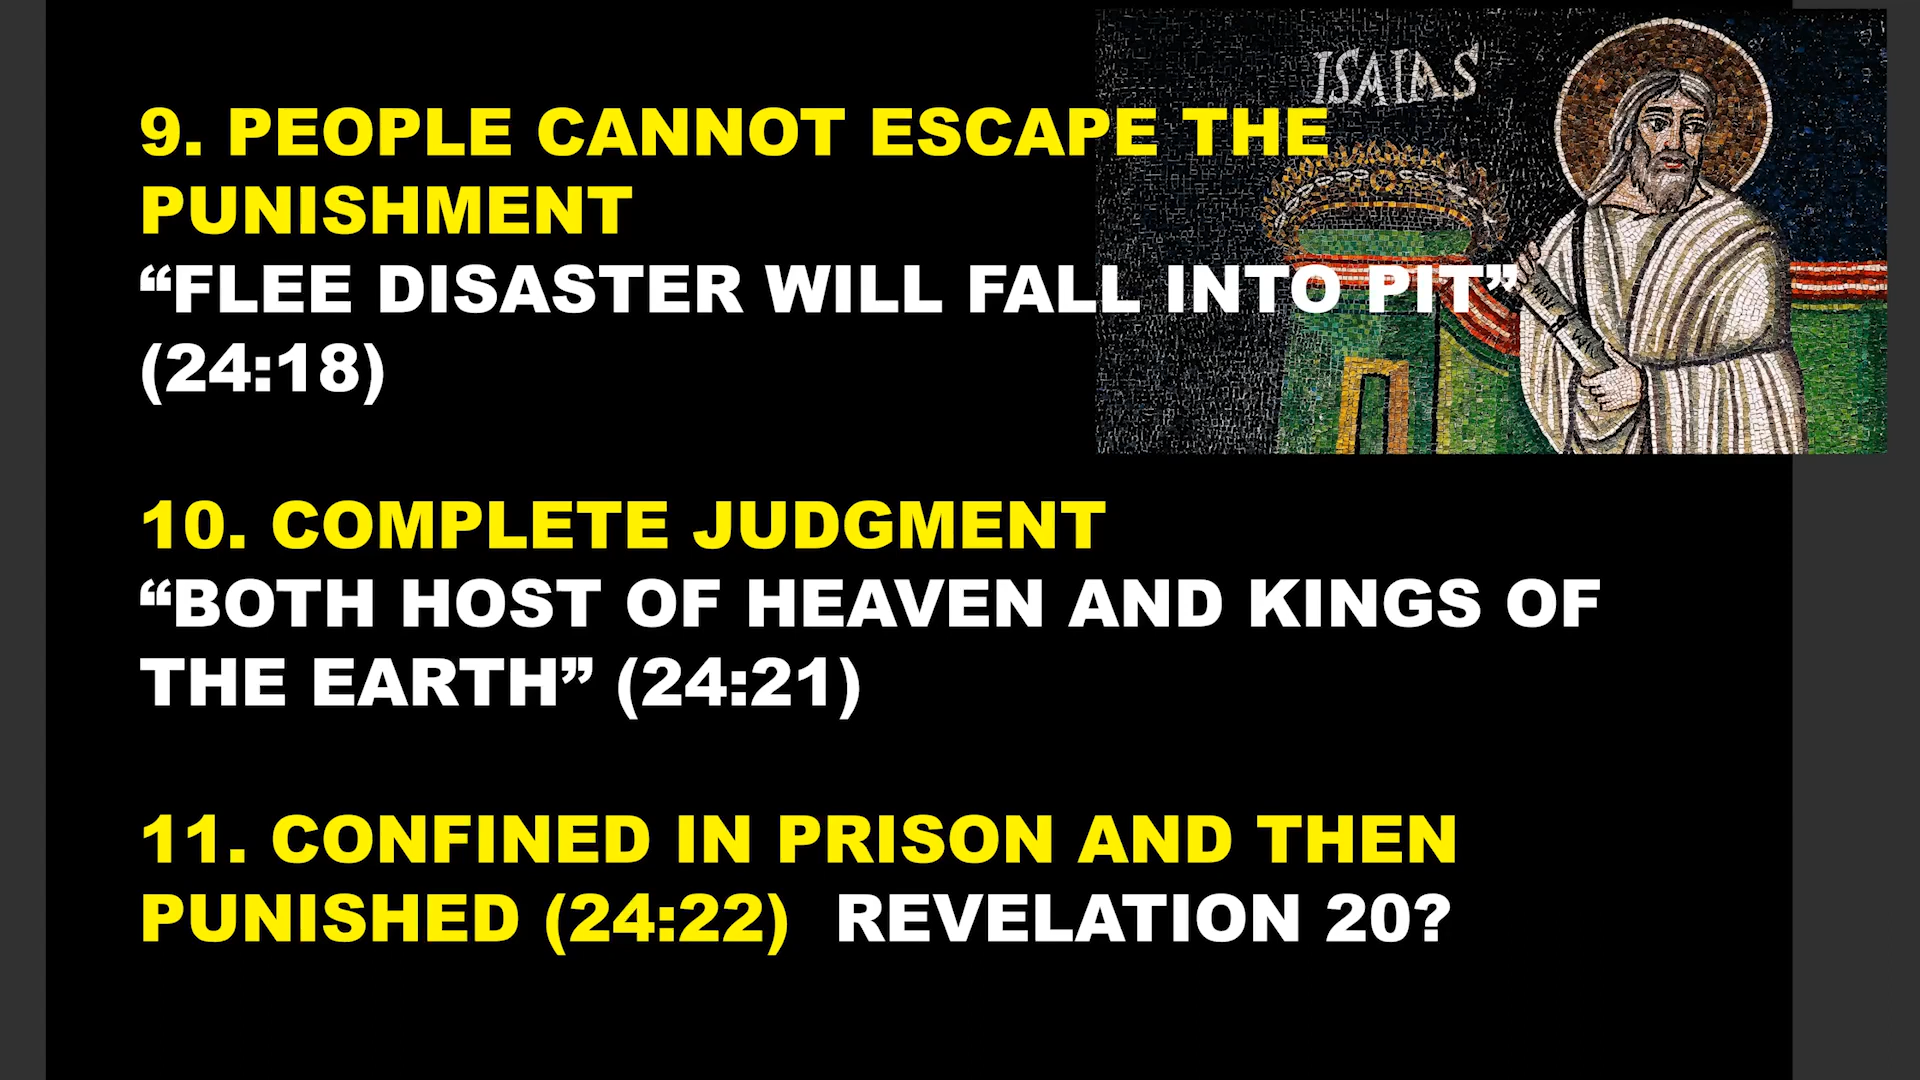 ISAIAS
9. PEOPLE CANNOT ESCAPE THE
PUNISHMENT
“FLEE DISASTER WILL FALL INTO PIT”
(24:18)
10. COMPLETE JUDGMENT
“BOTH HOST OF HEAVEN AND KINGS OF
THE EARTH” (24:21)
11. CONFINED IN PRISON AND THEN
PUNISHED (24:22)  REVELATION 20?